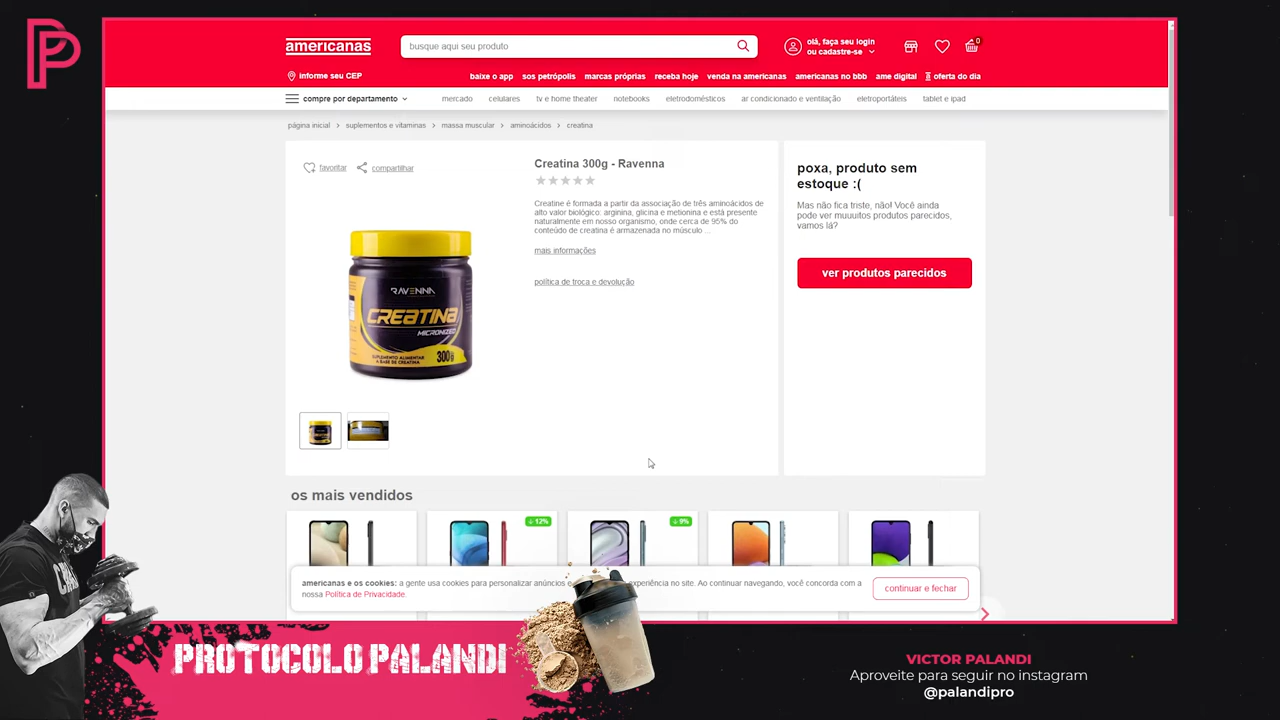 americanas
busque aqui seu produto
olá, faça seu login
ou cadastre-se
0
informe seu CEP
baixe o app sos petrópolis marcas próprias receba hoje venda na americanas americanas no bbb ame digital oferta do dia
compre por departamento mercado celulares tv e home theater notebooks eletrodomésticos ar condicionado e ventilação eletroportáteis tablet e ipad
página inicial > suplementos e vitaminas > massa muscular > aminoácidos > creatina
favoritar compartilhar
Creatina 300g - Ravenna
Creatine é formada a partir da associação de três aminoácidos de
alto valor biológico: arginina, glicina e metionina e está presente
naturalmente em nosso organismo, onde cerca de 95% do
conteúdo de creatina é armazenada no músculo ...
mais informações
política de troca e devolução
poxa, produto sem
estoque :(
Mas não fica triste, não! Você ainda
pode ver muuuitos produtos parecidos,
vamos lá?
ver produtos parecidos
RAVENNA
CREATINA
MICRONIZED
SUPLEMENTO ALIMENTAR
A BASE DE CREATINA
300g
os mais vendidos
12%
9%
americanas e os cookies: a gente usa cookies para personalizar anúncios e experiência no site. Ao continuar navegando, você concorda com a
nossa Política de Privacidade.
continuar e fechar
PROTOCOLO PALANDI
VICTOR PALANDI
Aproveite para seguir no instagram
@palandipro